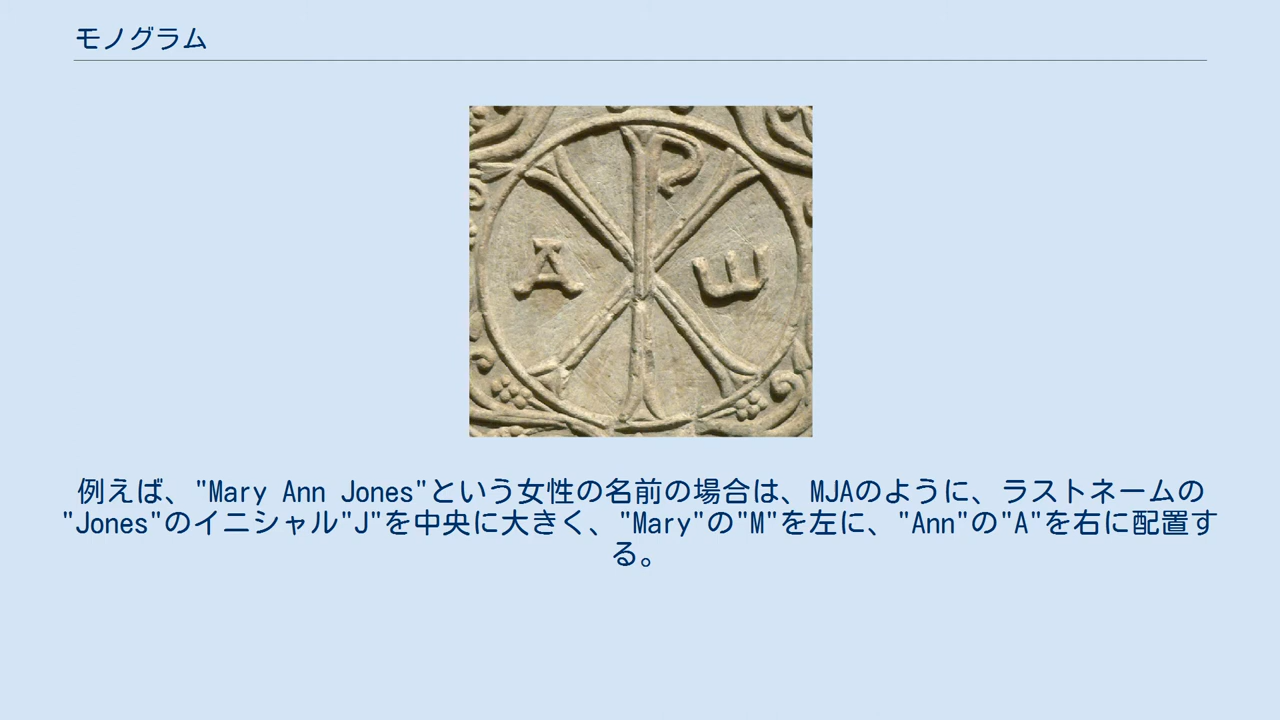 モノグラム
Ρ
Α ω
例えば、"Mary Ann Jones"という女性の名前の場合は、MJAのように、ラストネームの
"Jones"のイニシャル"J"を中央に大きく、"Mary"の"M"を左に、"Ann"の"A"を右に配置す
る。